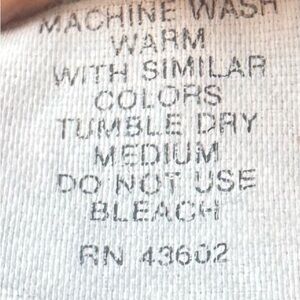 MACHINE WASH
WARM
WITH SIMILAR
COLORS
TUMBLE DRY
MEDIUM
DO NOT USE
BLEACH
RN 43602